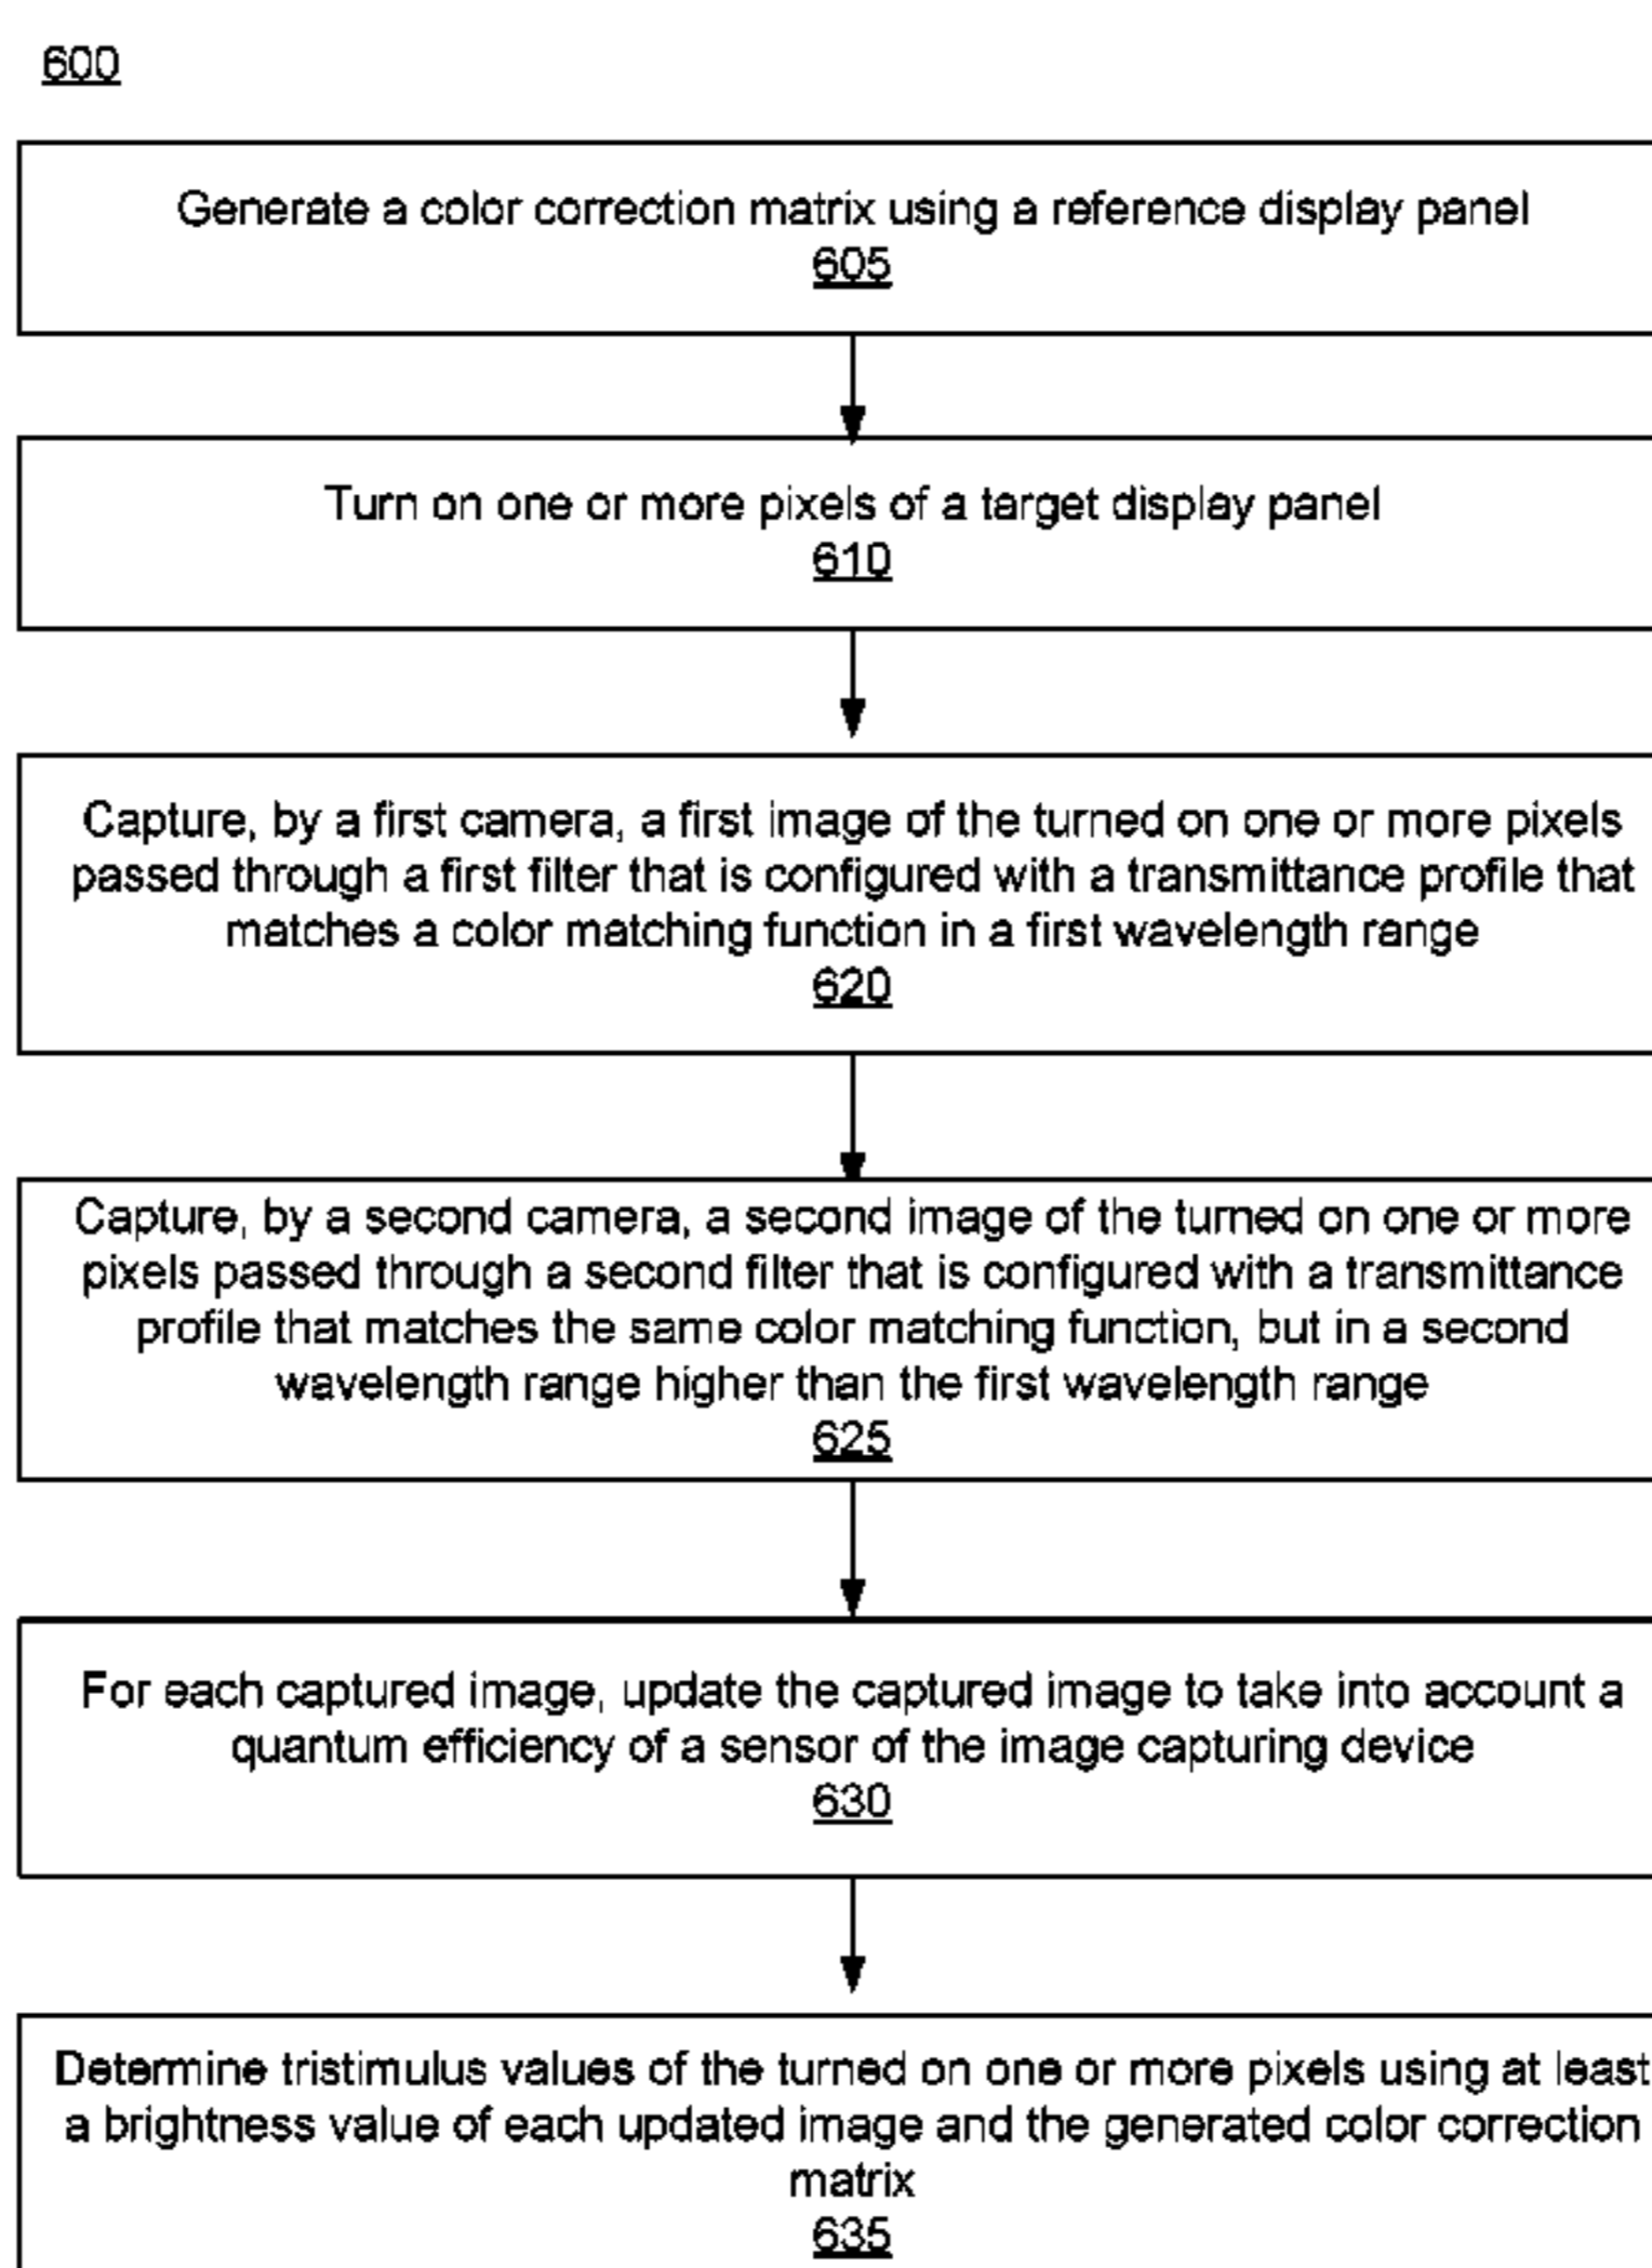 600
Generate a color correction matrix using a reference display panel
605
Turn on one or more pixels of a target display panel
610
Capture, by a first camera, a first image of the turned on one or more pixels
passed through a first filter that is configured with a transmittance profile that
matches a color matching function in a first wavelength range
620
Capture, by a second camera, a second image of the turned on one or more
pixels passed through a second filter that is configured with a transmittance
profile that matches the same color matching function, but in a second
wavelength range higher than the first wavelength range
625
For each captured image, update the captured image to take into account a
quantum efficiency of a sensor of the image capturing device
630
Determine tristimulus values of the turned on one or more pixels using at least
a brightness value of each updated image and the generated color correction
matrix
635